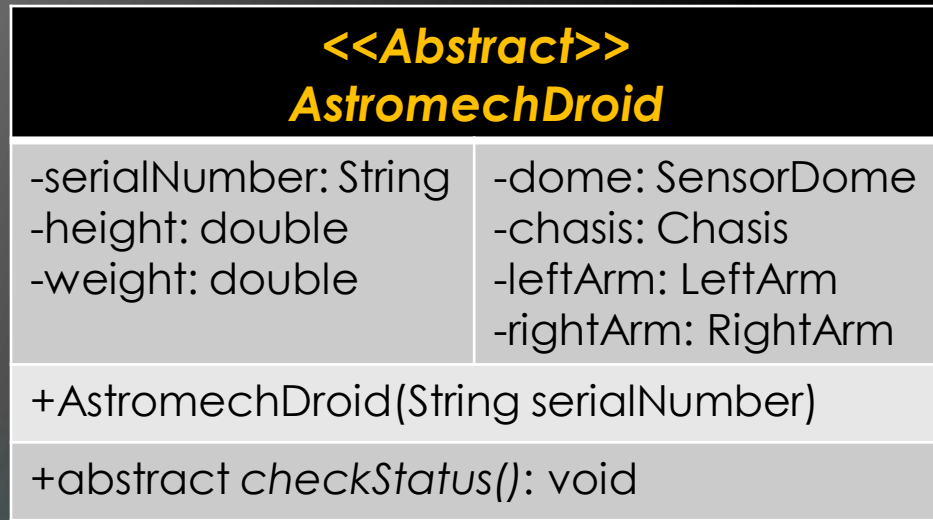 <<Abstract>>
AstromechDroid
-serialNumber: String
-height: double
-weight: double
-dome: SensorDome
-chasis: Chasis
-leftArm: LeftArm
-rightArm: RightArm
+AstromechDroid(String serialNumber)
+abstract checkStatus(): void